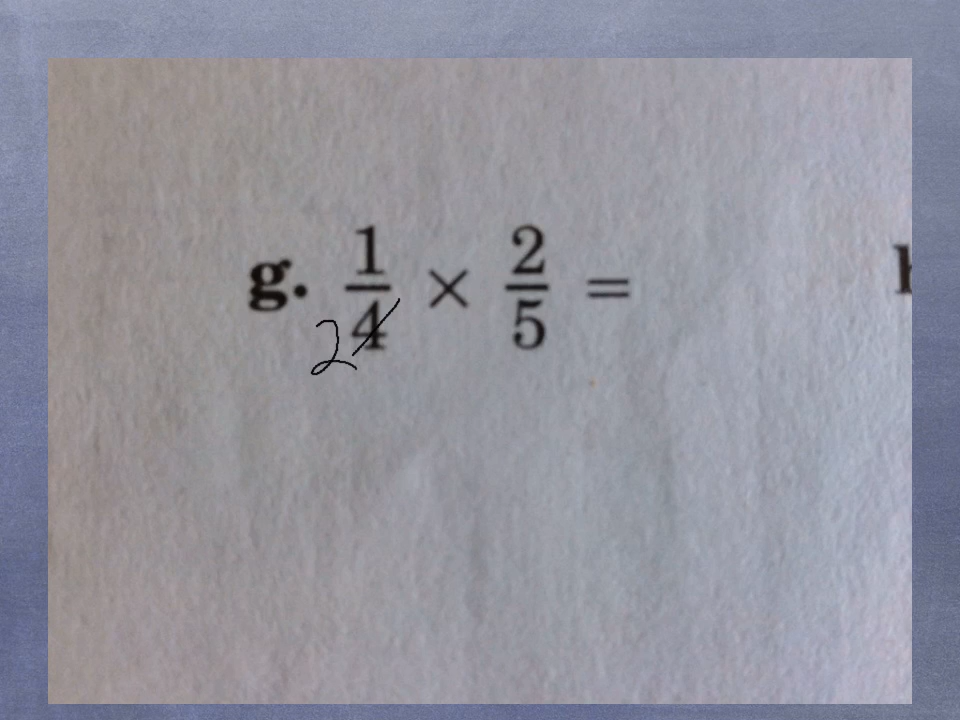 g. 1/4 × 2/5 =
2